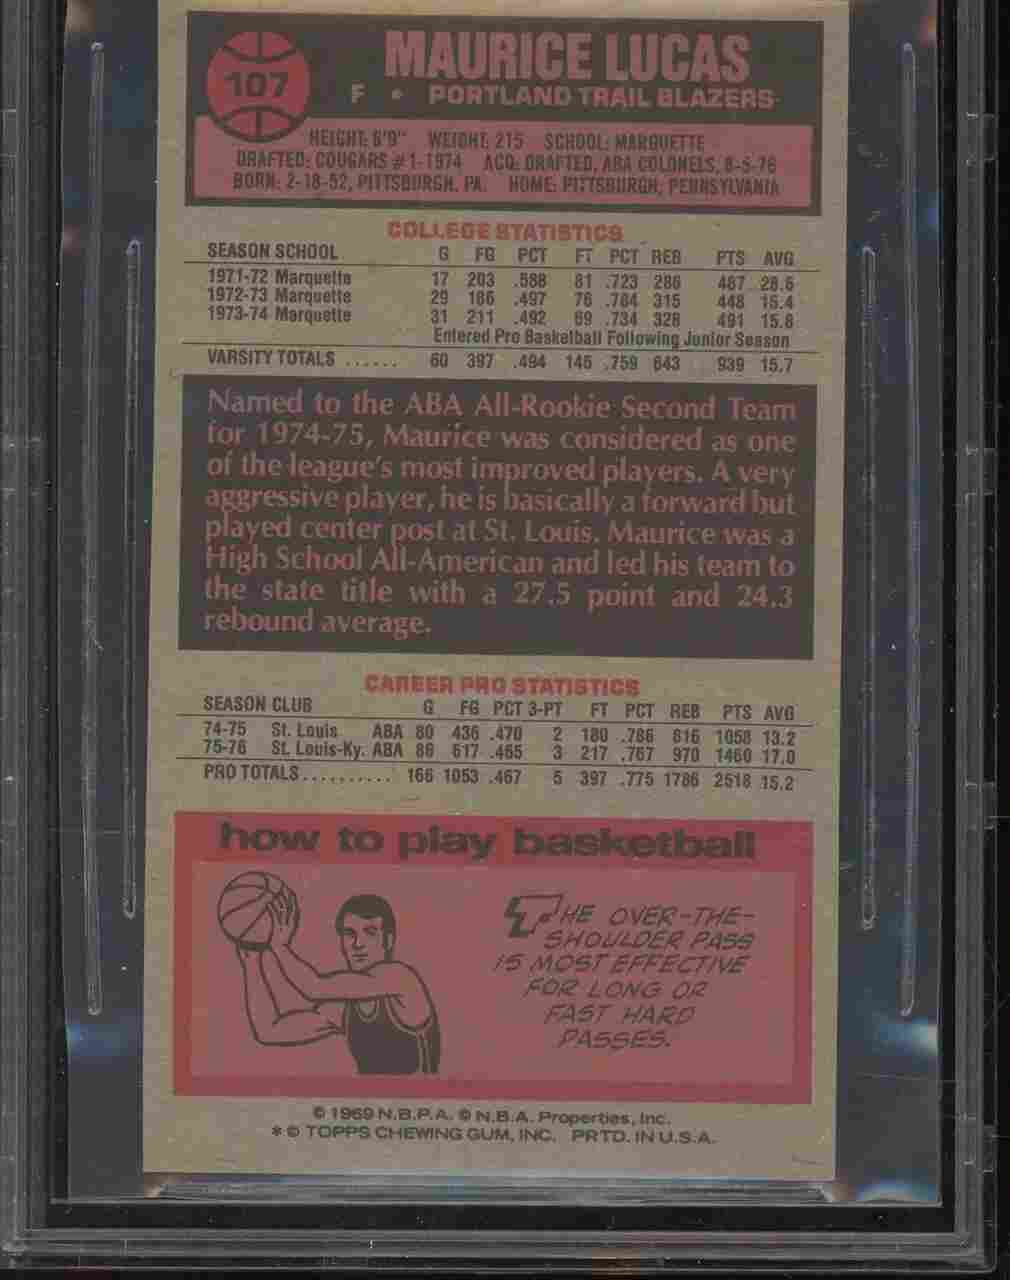 107
MAURICE LUCAS
F • PORTLAND TRAIL BLAZERS
HEIGHT: 6'9" WEIGHT: 215 SCHOOL: MARQUETTE
DRAFTED: COUGARS #1-1974 ACQ: DRAFTED, ABA COLONELS, 8-5-76
BORN: 2-18-52, PITTSBURGH, PA. HOME: PITTSBURGH, PENNSYLVANIA
COLLEGE STATISTICS
SEASON SCHOOL G FG PCT FT PCT REB PTS AVG
1971-72 Marquette 17 203 .588 81 .723 286 487 28.6
1972-73 Marquette 29 186 .497 76 .784 315 448 15.4
1973-74 Marquette 31 211 .492 69 .734 328 491 15.8
Entered Pro Basketball Following Junior Season
VARSITY TOTALS ...... 60 397 .494 145 .759 643 939 15.7
Named to the ABA All-Rookie Second Team
for 1974-75, Maurice was considered as one
of the league's most improved players. A very
aggressive player, he is basically a forward but
played center post at St. Louis. Maurice was a
High School All-American and led his team to
the state title with a 27.5 point and 24.3
rebound average.
CAREER PRO STATISTICS
SEASON CLUB G FG PCT 3-PT FT PCT REB PTS AVG
74-75 St. Louis ABA 80 436 .470 2 180 .786 816 1058 13.2
75-76 St. Louis-Ky. ABA 86 617 .465 3 217 .767 970 1460 17.0
PRO TOTALS.......... 166 1053 .467 5 397 .775 1786 2518 15.2
how to play basketball
THE OVER-THE-
SHOULDER PASS
IS MOST EFFECTIVE
FOR LONG OR
FAST HARD
PASSES.
© 1969 N.B.P.A. © N.B.A. Properties, Inc.
* © TOPPS CHEWING GUM, INC. PRTD. IN U.S.A.